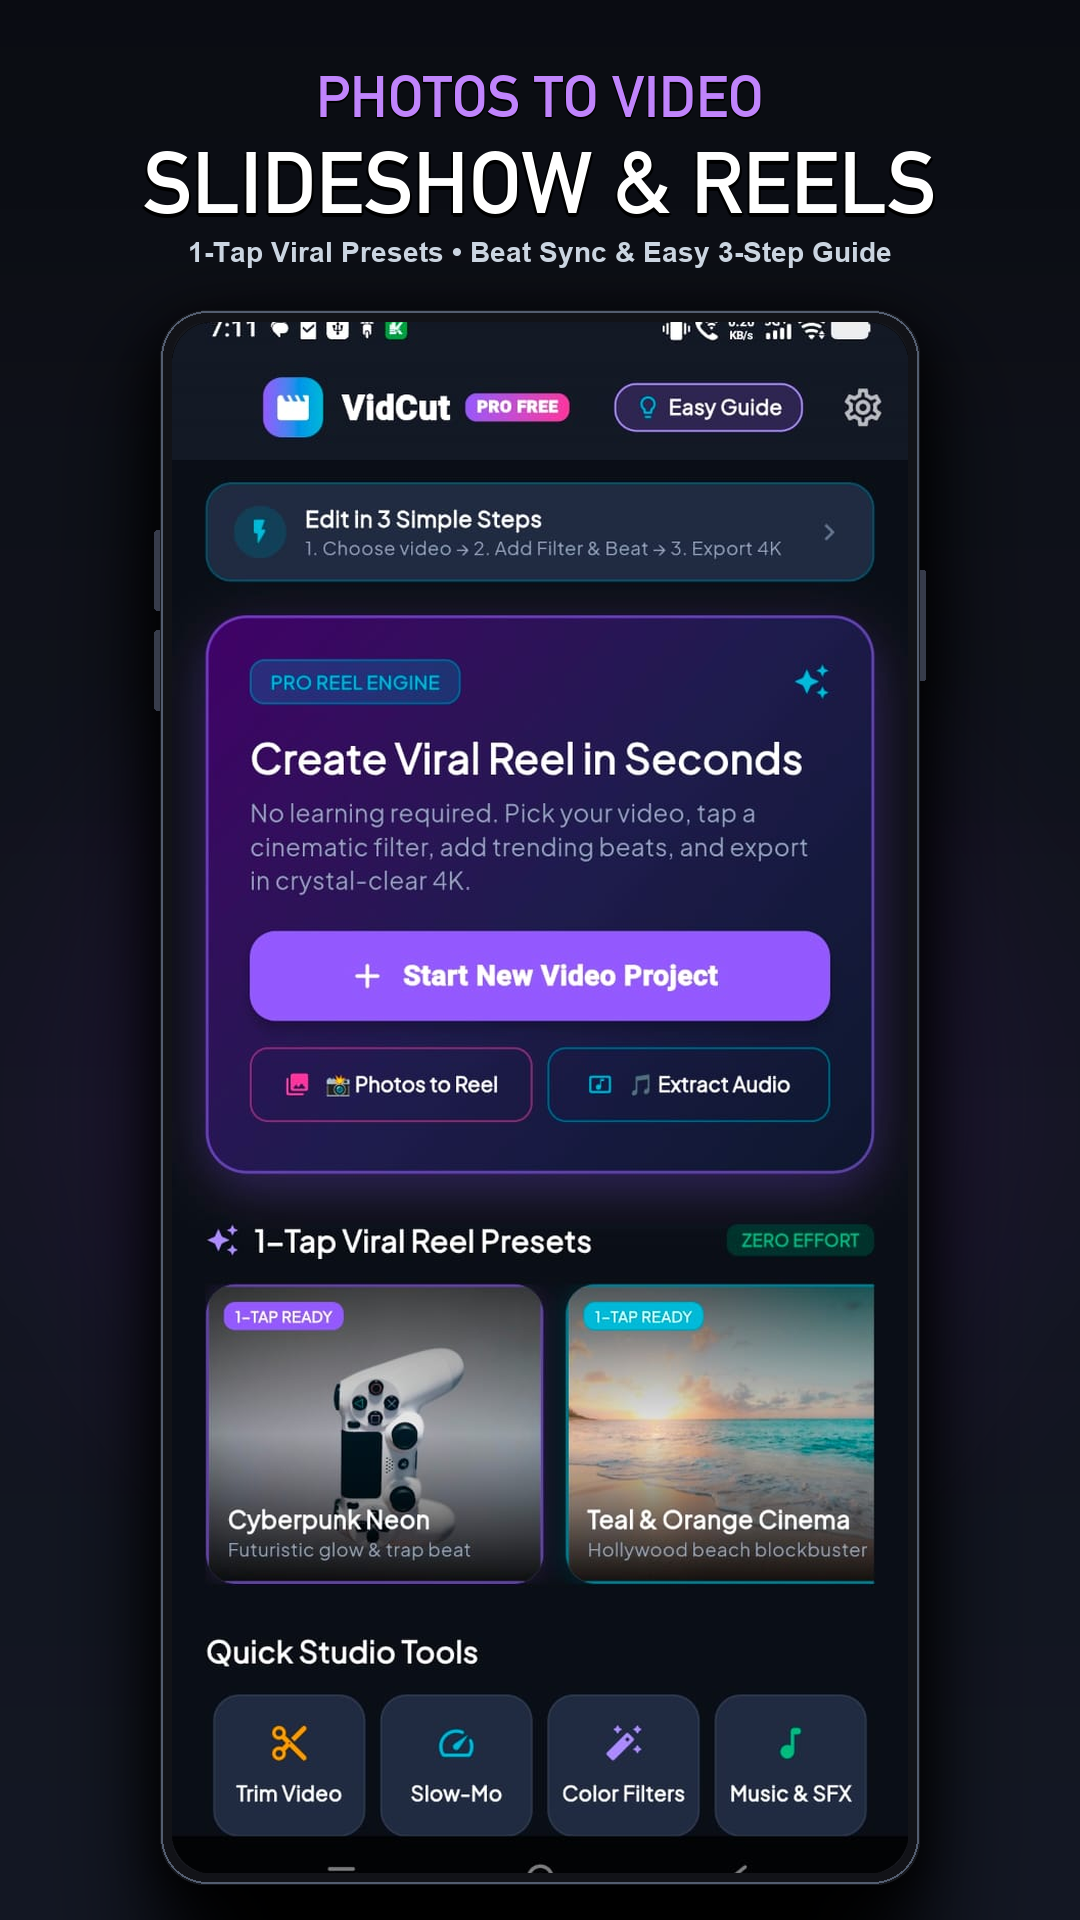 PHOTOS TO VIDEO
SLIDESHOW & REELS
1-Tap Viral Presets • Beat Sync & Easy 3-Step Guide
7:11
KB/s
VidCut PRO FREE
Easy Guide
Edit in 3 Simple Steps
1. Choose video → 2. Add Filter & Beat → 3. Export 4K
PRO REEL ENGINE
Create Viral Reel in Seconds
No learning required. Pick your video, tap a
cinematic filter, add trending beats, and export
in crystal-clear 4K.
+ Start New Video Project
📸 Photos to Reel
🎵 Extract Audio
1-Tap Viral Reel Presets
ZERO EFFORT
1-TAP READY
Cyberpunk Neon
Futuristic glow & trap beat
1-TAP READY
Teal & Orange Cinema
Hollywood beach blockbuster
Quick Studio Tools
Trim Video
Slow-Mo
Color Filters
Music & SFX